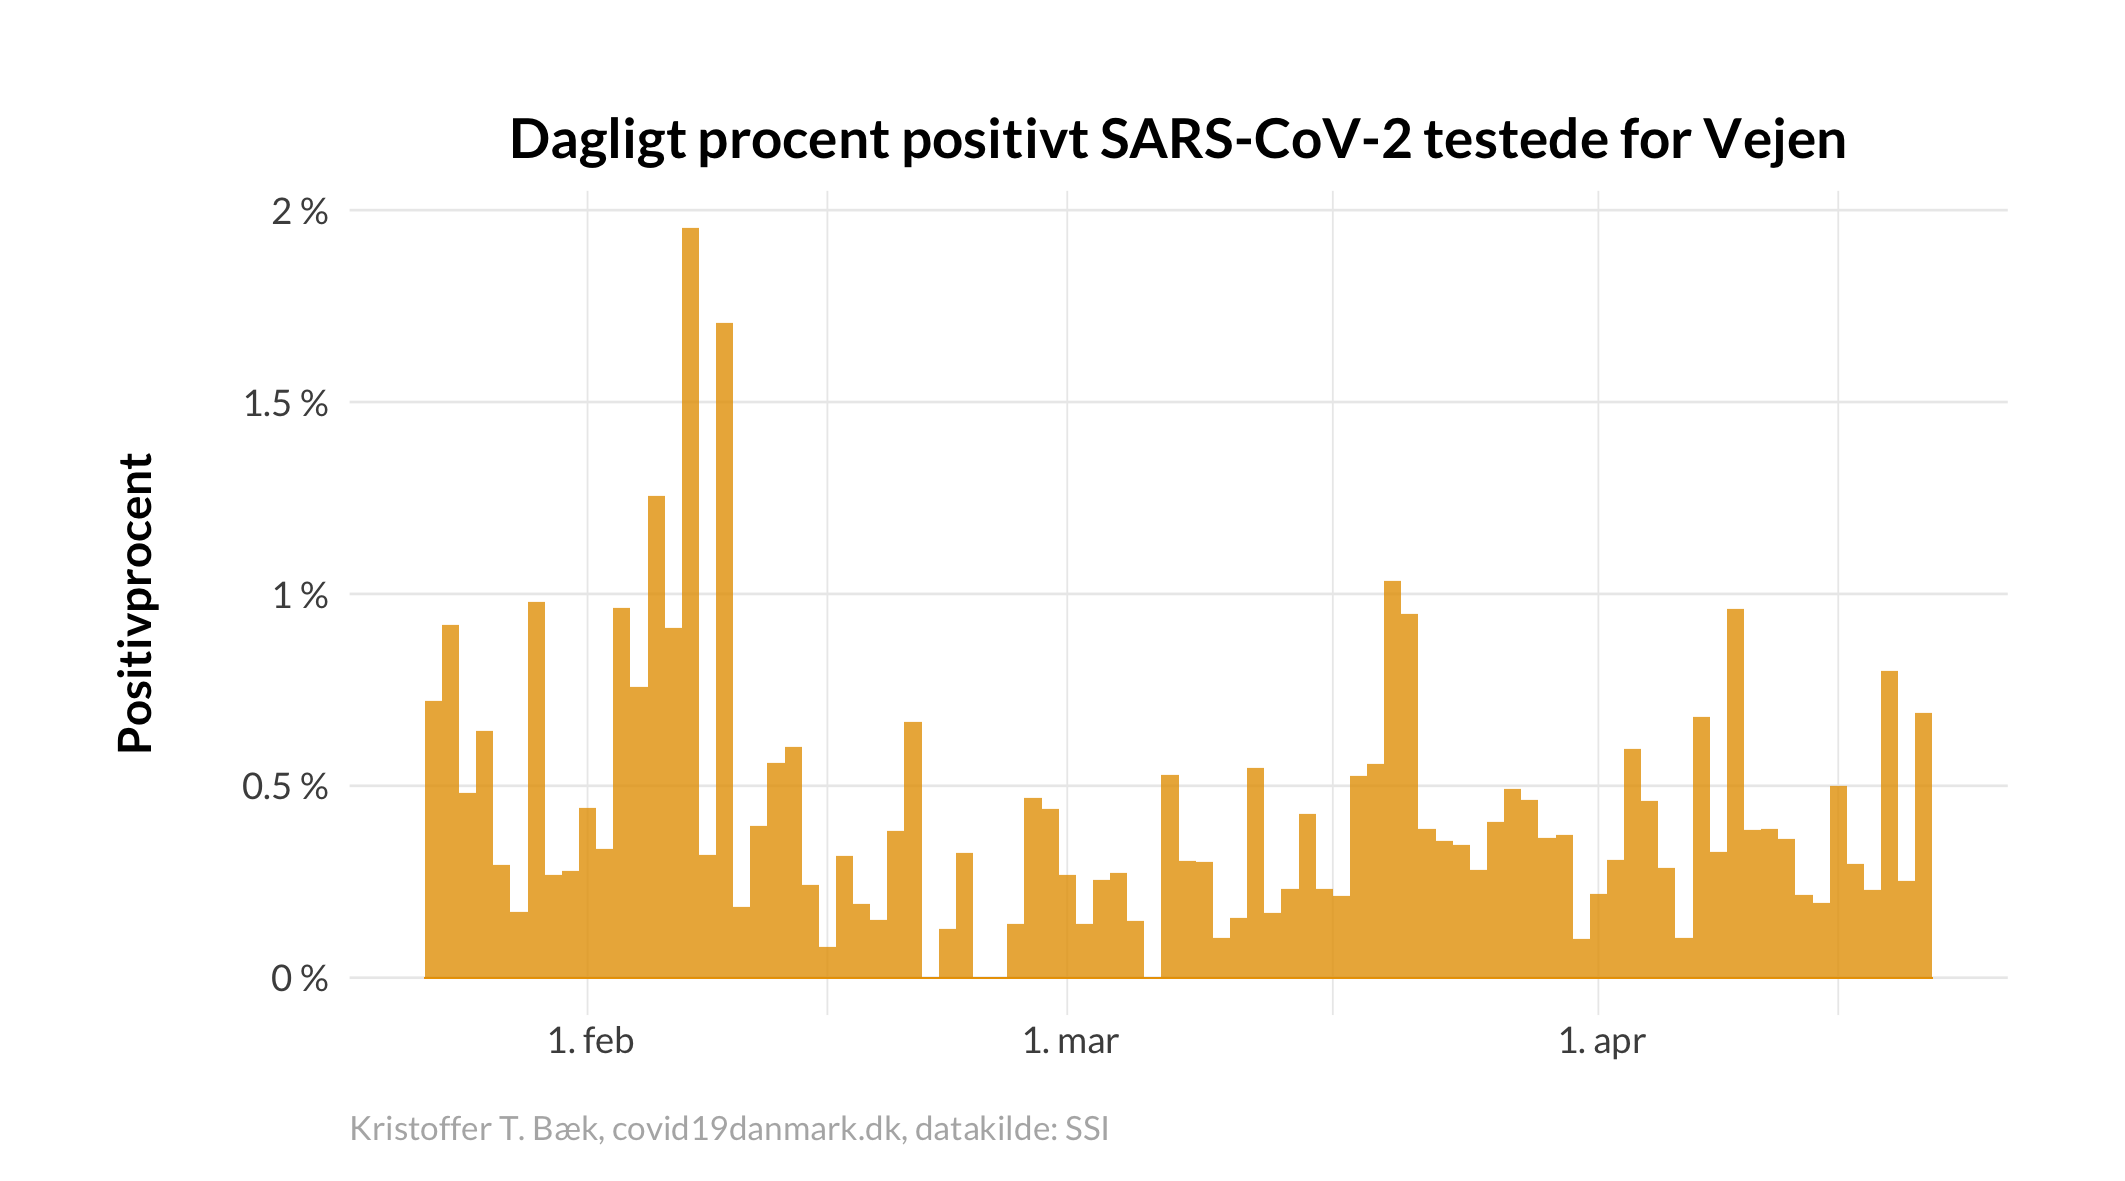 Dagligt procent positivt SARS-CoV-2 testede for Vejen
Positivprocent
2 %
1.5 %
1 %
0.5 %
0 %
1. feb
1. mar
1. apr
Kristoffer T. Bæk, covid19danmark.dk, datakilde: SSI